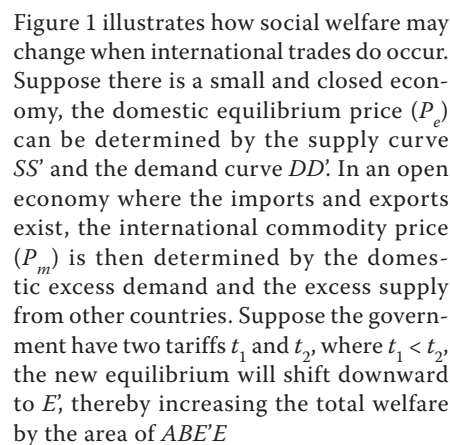 Figure 1 illustrates how social welfare may
change when international trades do occur.
Suppose there is a small and closed econ-
omy, the domestic equilibrium price (Pe)
can be determined by the supply curve
SS’ and the demand curve DD’. In an open
economy where the imports and exports
exist, the international commodity price
(Pm) is then determined by the domes-
tic excess demand and the excess supply
from other countries. Suppose the govern-
ment have two tariffs t1 and t2, where t1 < t2,
the new equilibrium will shift downward
to E’, thereby increasing the total welfare
by the area of ABE’E